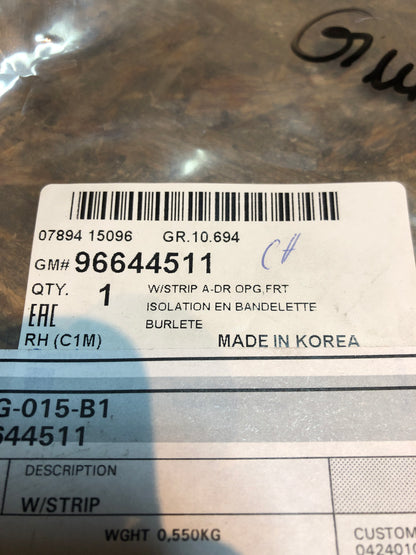 07894 15096 GR.10.694
GM# 96644511
QTY. 1 W/STRIP A-DR OPG,FRT
ISOLATION EN BANDELETTE
EAC BURLETE
RH (C1M) MADE IN KOREA
G-015-B1
644511
DESCRIPTION
W/STRIP
WGHT 0,550KG
CUSTOM
0424010